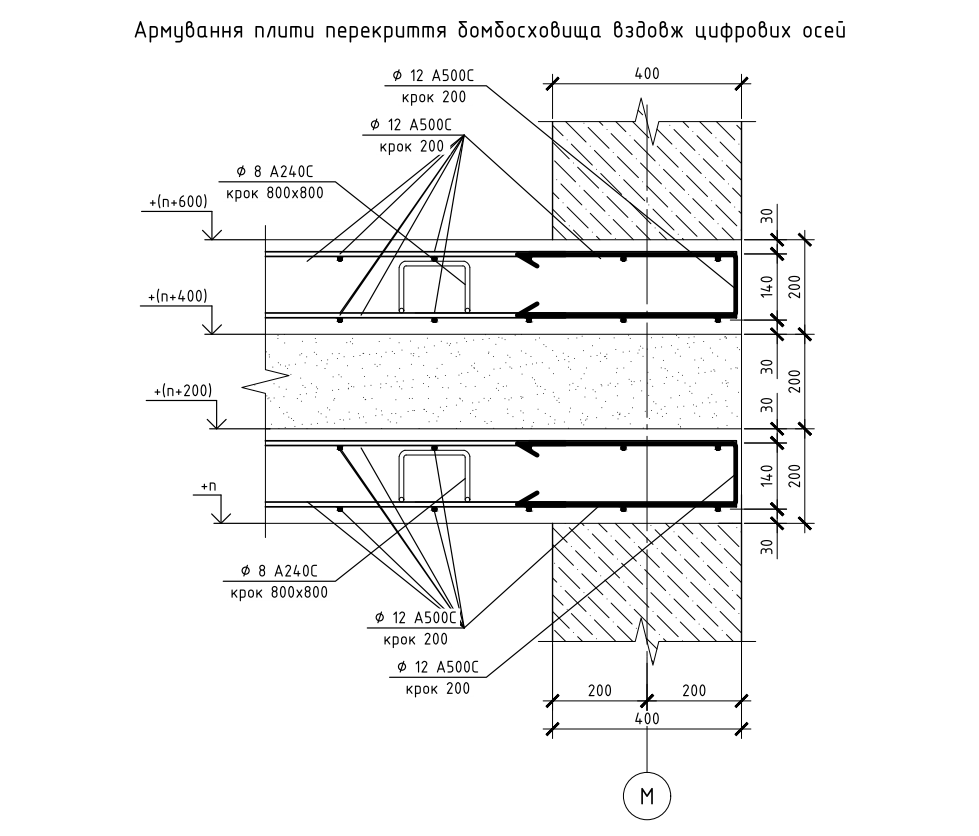 Армування плити перекриття бомбосховища вздовж цифрових осей
400
ϕ 12 А500С
крок 200
ϕ 12 А500С
крок 200
ϕ 8 А240С
крок 800х800
+(n+600)
30
140
200
+(n+400)
30
200
+(n+200)
30
140
200
+n
30
ϕ 8 А240С
крок 800х800
ϕ 12 А500С
крок 200
ϕ 12 А500С
крок 200
200
200
400
М